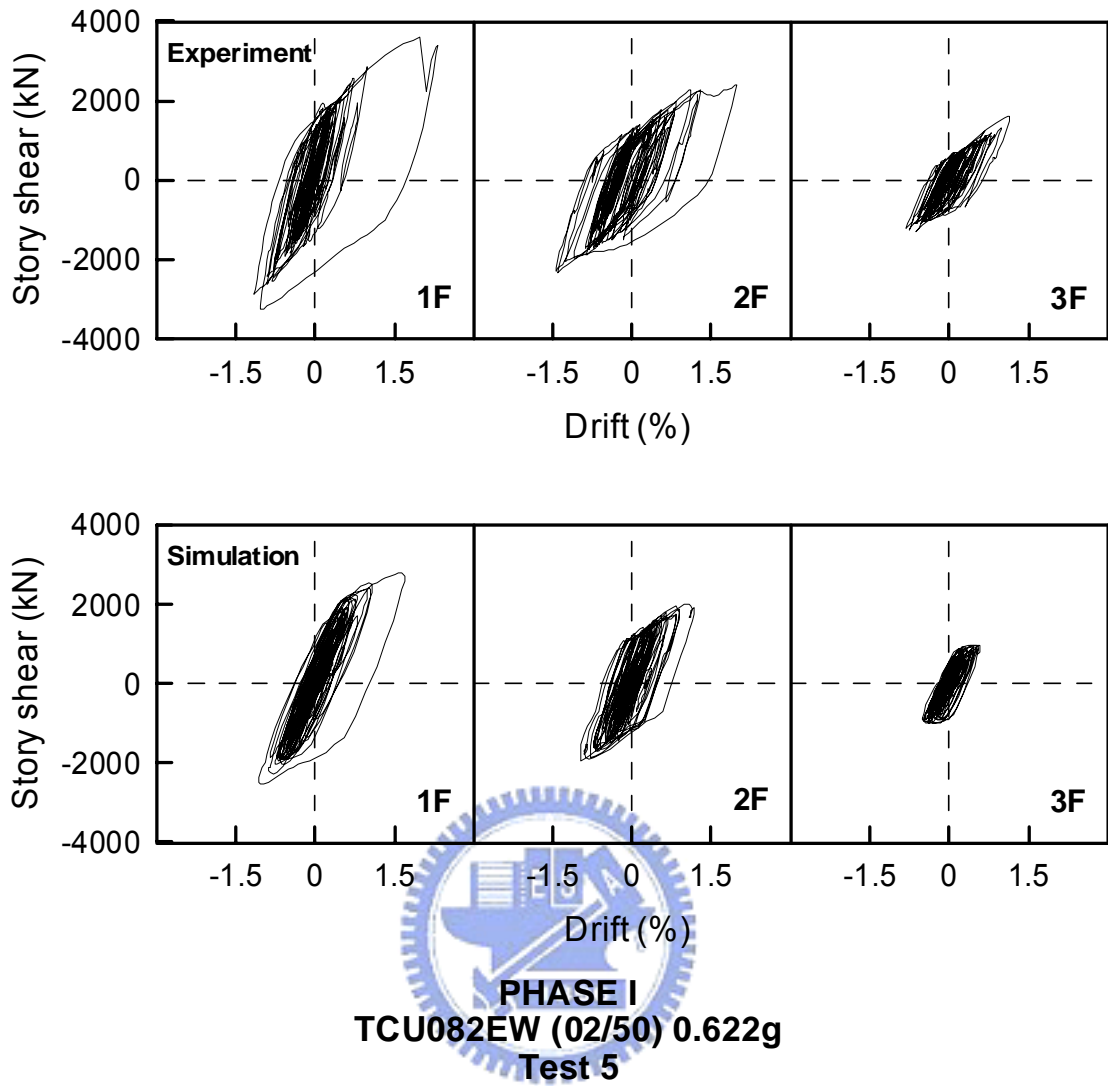 4000
2000
0
-2000
-4000
Story shear (kN)
Experiment
1F
2F
3F
-1.5 0 1.5 -1.5 0 1.5 -1.5 0 1.5
Drift (%)
4000
2000
0
-2000
-4000
Story shear (kN)
Simulation
1F
2F
3F
-1.5 0 1.5 -1.5 0 1.5 -1.5 0 1.5
Drift (%)
PHASE I
TCU082EW (02/50) 0.622g
Test 5